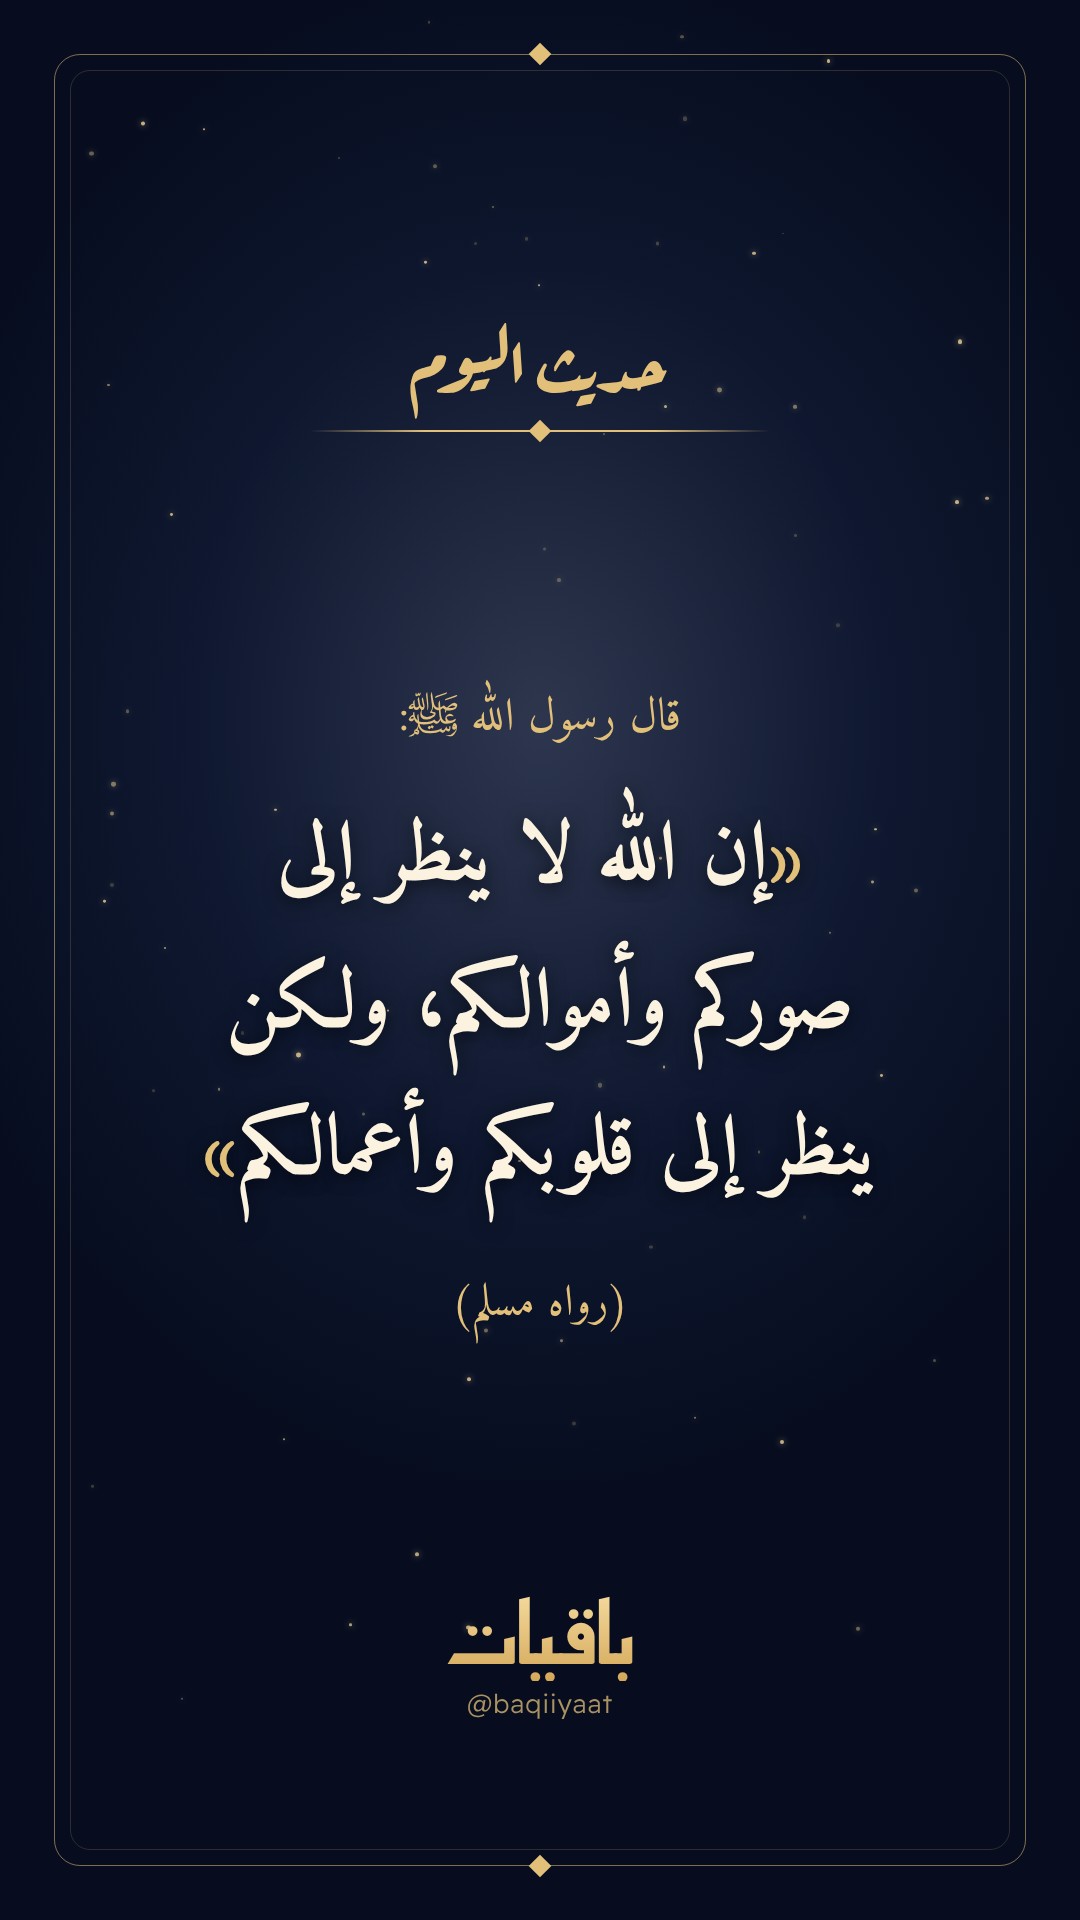 حديث اليوم
قال رسول الله ﷺ:
«إن الله لا ينظر إلى
صوركم وأموالكم، ولكن
ينظر إلى قلوبكم وأعمالكم»
(رواه مسلم)
باقيات
@baqiiyaat